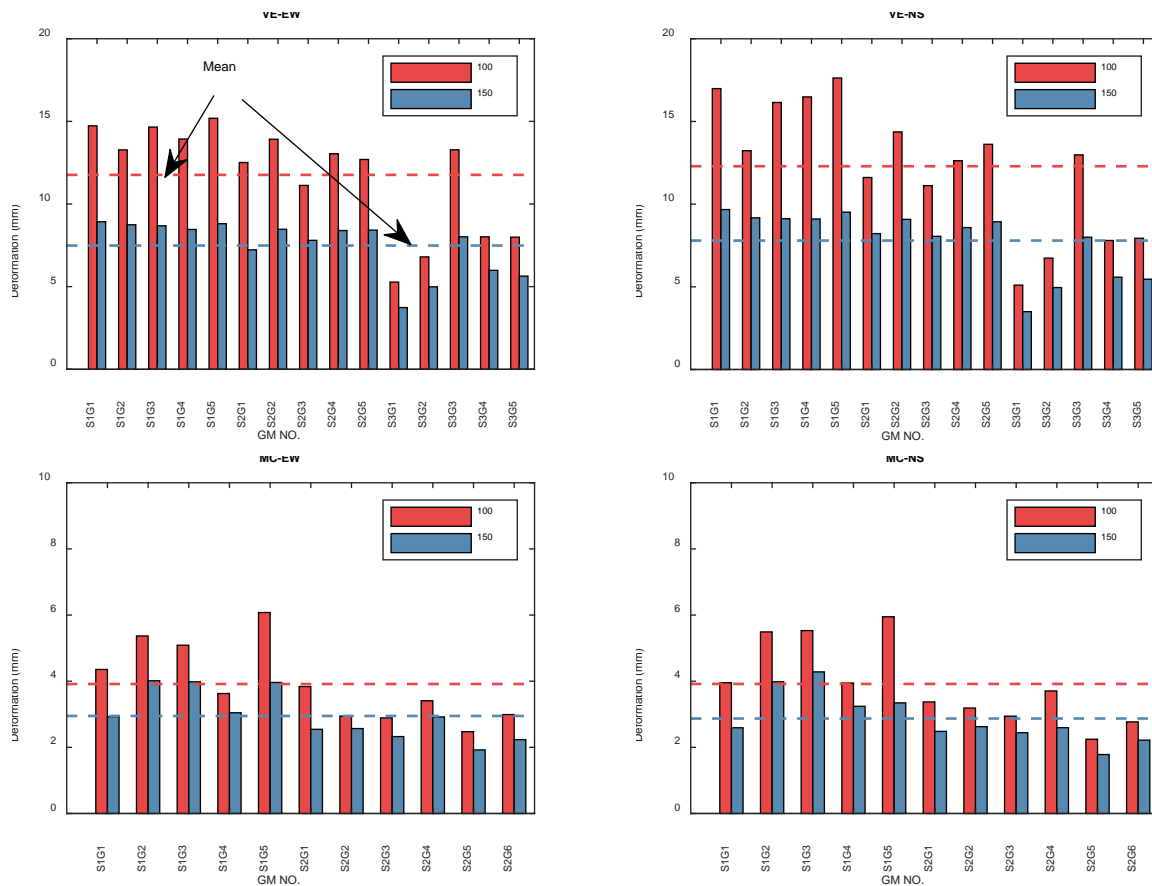 VE-EW
20
15
10
5
0
Deformation (mm)
Mean
100
150
S1G1
S1G2
S1G3
S1G4
S1G5
S2G1
S2G2
S2G3
S2G4
S2G5
S3G1
S3G2
S3G3
S3G4
S3G5
GM NO.
VE-NS
20
15
10
5
0
Deformation (mm)
100
150
S1G1
S1G2
S1G3
S1G4
S1G5
S2G1
S2G2
S2G3
S2G4
S2G5
S3G1
S3G2
S3G3
S3G4
S3G5
GM NO.
MC-EW
10
8
6
4
2
0
Deformation (mm)
100
150
S1G1
S1G2
S1G3
S1G4
S1G5
S2G1
S2G2
S2G3
S2G4
S2G5
S2G6
GM NO.
MC-NS
10
8
6
4
2
0
Deformation (mm)
100
150
S1G1
S1G2
S1G3
S1G4
S1G5
S2G1
S2G2
S2G3
S2G4
S2G5
S2G6
GM NO.